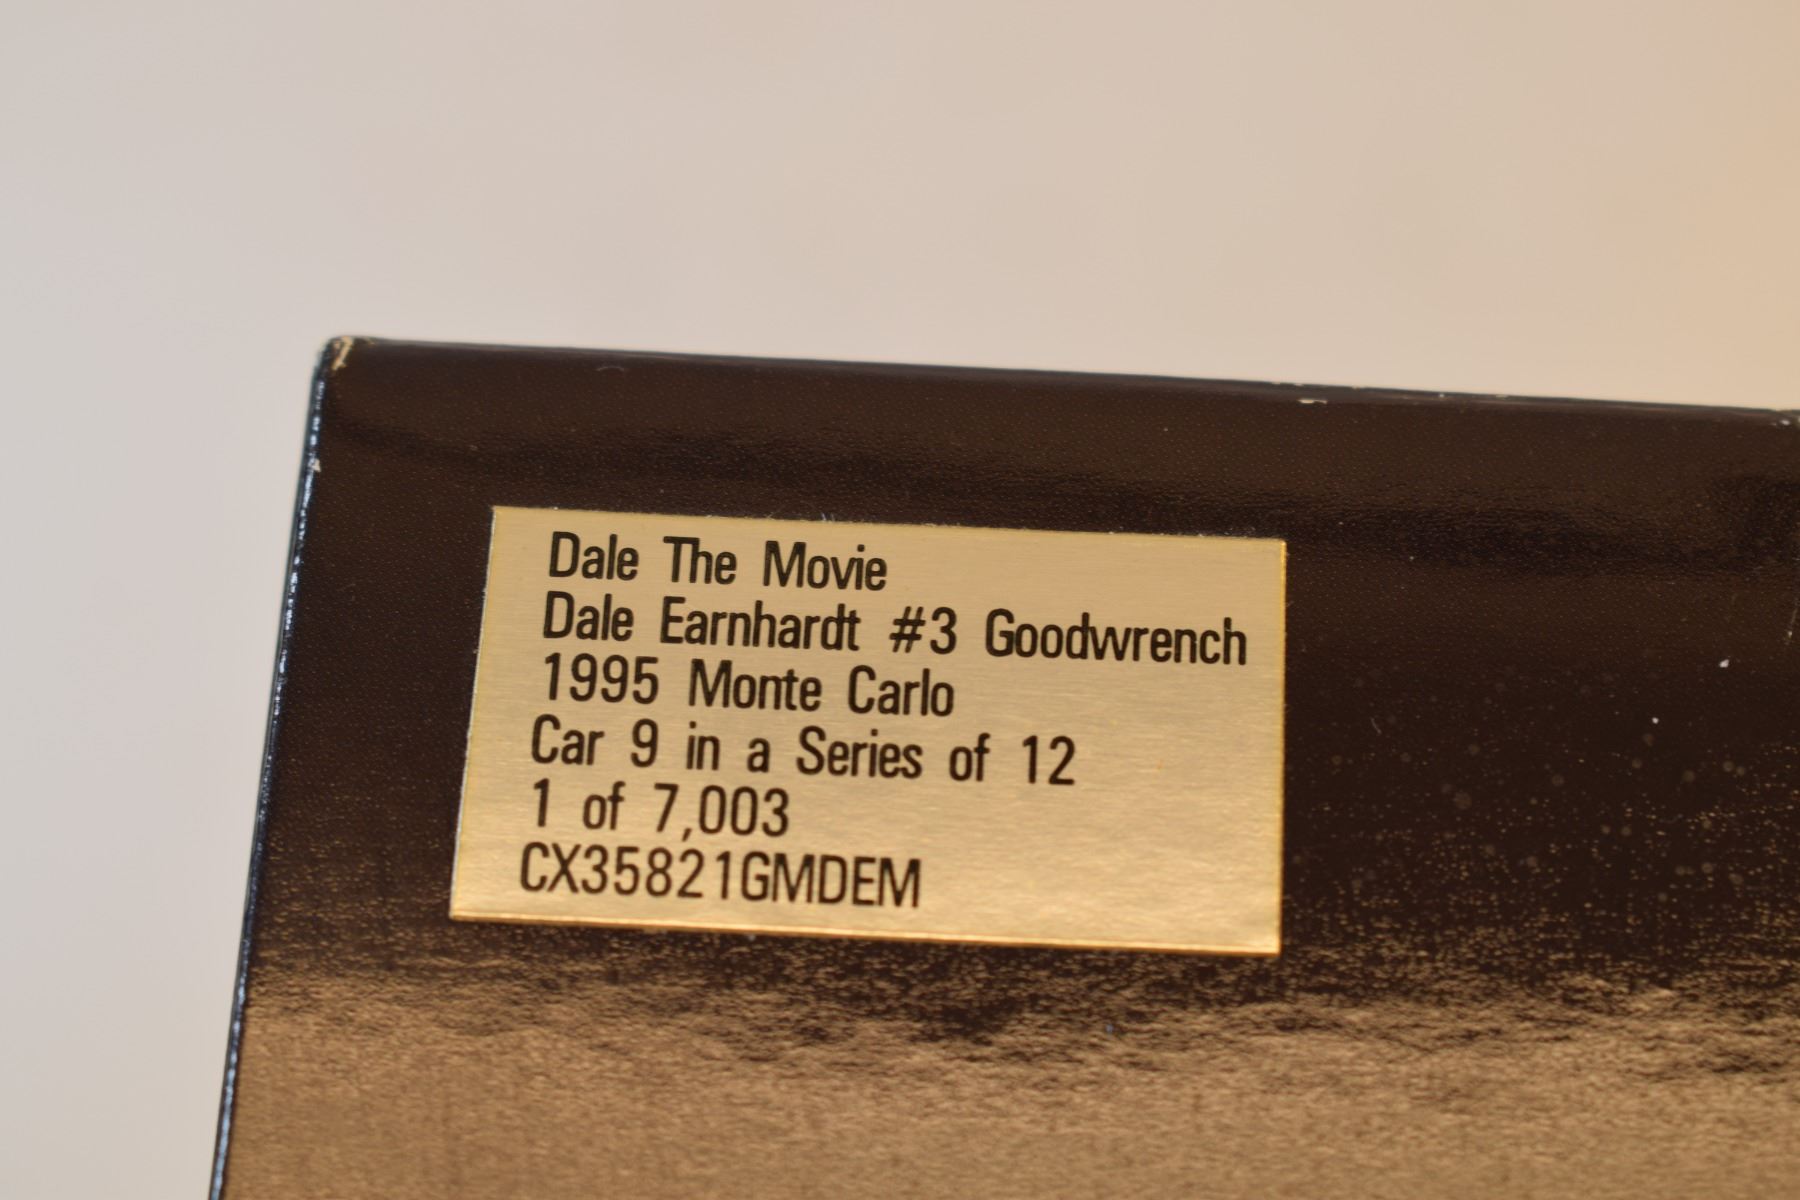 Dale The Movie
Dale Earnhardt #3 Goodwrench
1995 Monte Carlo
Car 9 in a Series of 12
1 of 7,003
CX35821GMDEM